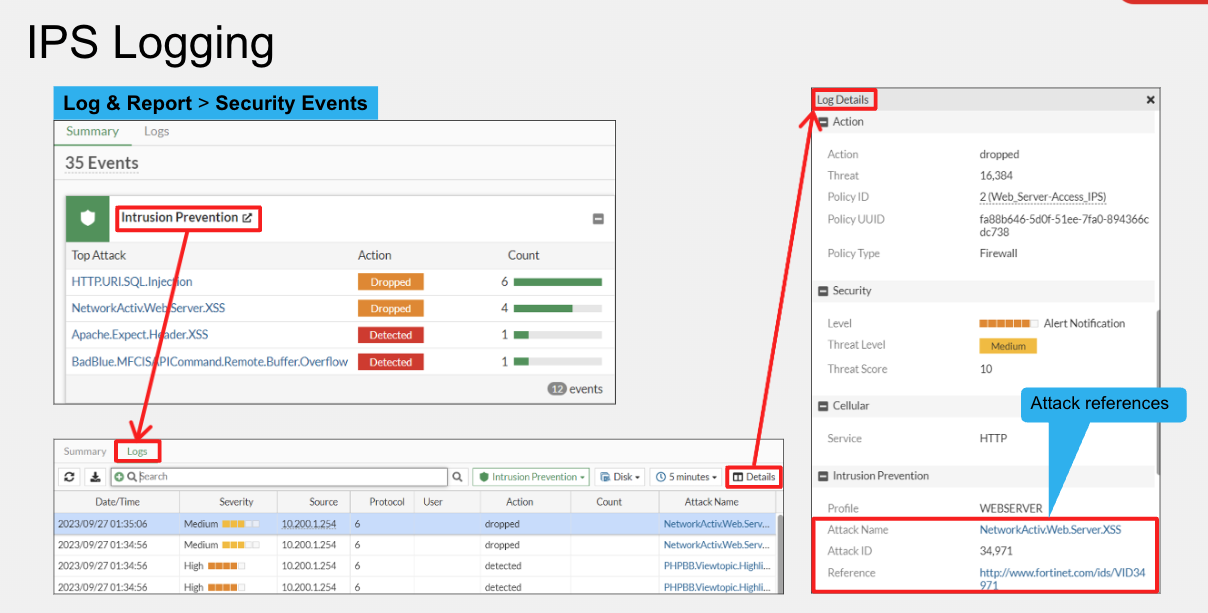 IPS Logging
Log & Report > Security Events
Summary Logs
35 Events
Intrusion Prevention
Top Attack Action Count
HTTP.URI.SQL.Injection Dropped 6
NetworkActiv.Web.Server.XSS Dropped 4
Apache.Expect.Header.XSS Detected 1
BadBlue.MFCISAPICommand.Remote.Buffer.Overflow Detected 1
12 events
Summary Logs
Search Intrusion Prevention Disk 5 minutes Details
Date/Time Severity Source Protocol User Action Count Attack Name
2023/09/27 01:35:06 Medium 10.200.1.254 6 dropped NetworkActiv.Web.Serv...
2023/09/27 01:34:56 Medium 10.200.1.254 6 dropped NetworkActiv.Web.Serv...
2023/09/27 01:34:56 High 10.200.1.254 6 detected PHPBB.Viewtopic.Highli...
2023/09/27 01:34:56 High 10.200.1.254 6 detected PHPBB.Viewtopic.Highli...
Log Details
Action
Action dropped
Threat 16,384
Policy ID 2 (Web_Server-Access_IPS)
Policy UUID fa88b646-5d0f-51ee-7fa0-894366c
dc738
Policy Type Firewall
Security
Level Alert Notification
Threat Level Medium
Threat Score 10
Cellular
Attack references
Service HTTP
Intrusion Prevention
Profile WEBSERVER
Attack Name NetworkActiv.Web.Server.XSS
Attack ID 34,971
Reference http://www.fortinet.com/ids/VID34
971